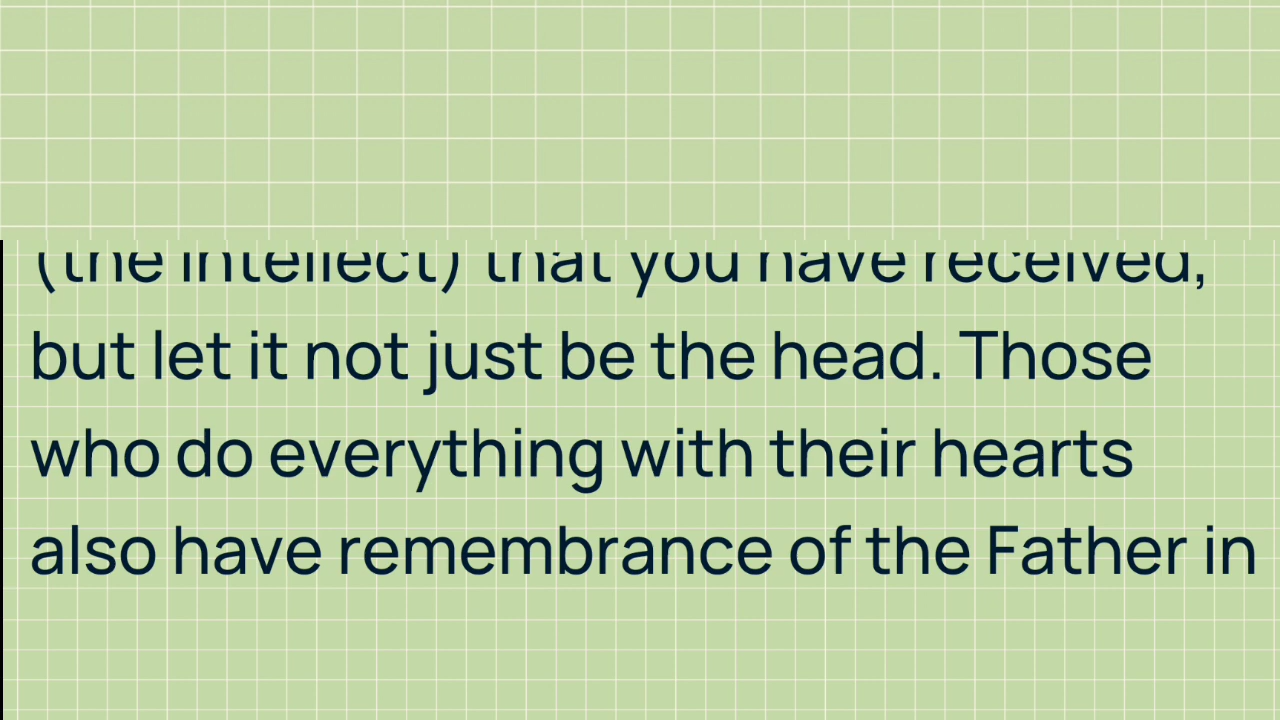 (the intellect) that you have received,
but let it not just be the head. Those
who do everything with their hearts
also have remembrance of the Father in